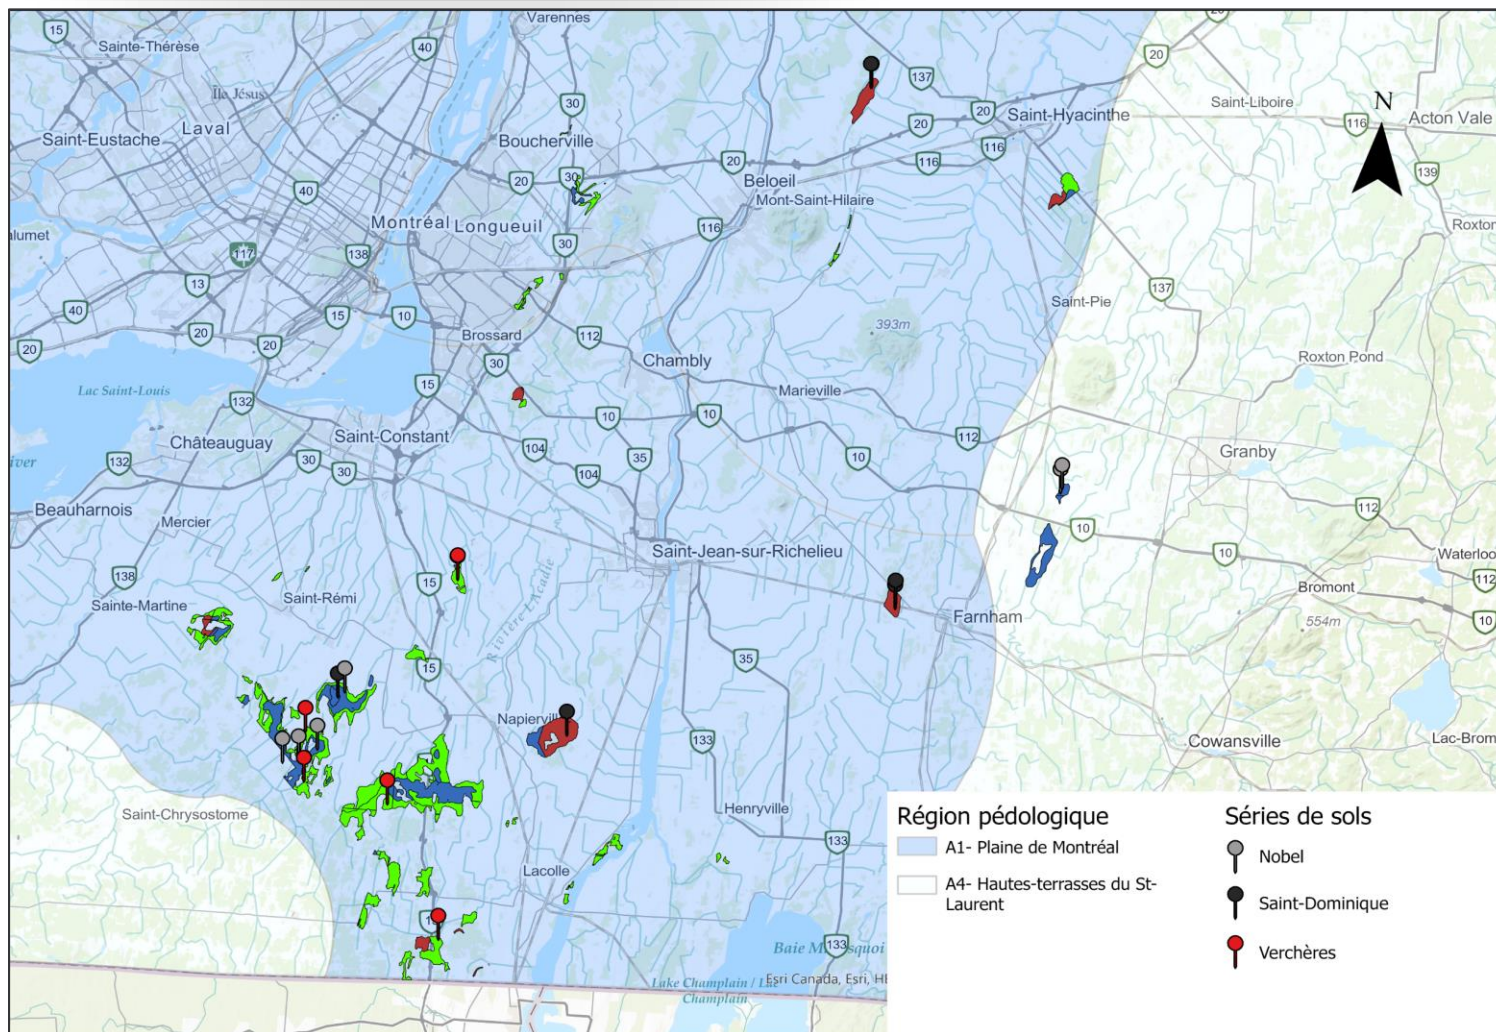 Varennes
15
Sainte-Thérèse
40
20
137
20
Île Jésus
30
Saint-Liboire
N
Laval
Saint-Hyacinthe
116
Acton Vale
Saint-Eustache
Boucherville
20
20
116
116
139
20
Beloeil
30
20
40
Mont-Saint-Hilaire
Montréal
Longueuil
116
117
138
30
13
137
40
15
10
Saint-Pie
20
20
20
Brossard
112
393m
Chambly
Roxton Pond
30
15
Marieville
Lac Saint-Louis
132
10
10
112
Châteauguay
Saint-Constant
104
35
10
Granby
132
30
30
104
112
Beauharnois
Mercier
10
10
Saint-Jean-sur-Richelieu
Waterloo
138
15
112
Saint-Rémi
Bromont
Sainte-Martine
Rivière L'Acadie
Farnham
554m
10
35
15
Napierville
133
Cowansville
Lac-Brom
Saint-Chrysostome
Henryville
133
Lacolle
133
Esri Canada, Esri, HE
Lake Champlain / Lac
Champlain
Région pédologique
A1- Plaine de Montréal
A4- Hautes-terrasses du St-
Laurent
Séries de sols
Nobel
Saint-Dominique
Verchères